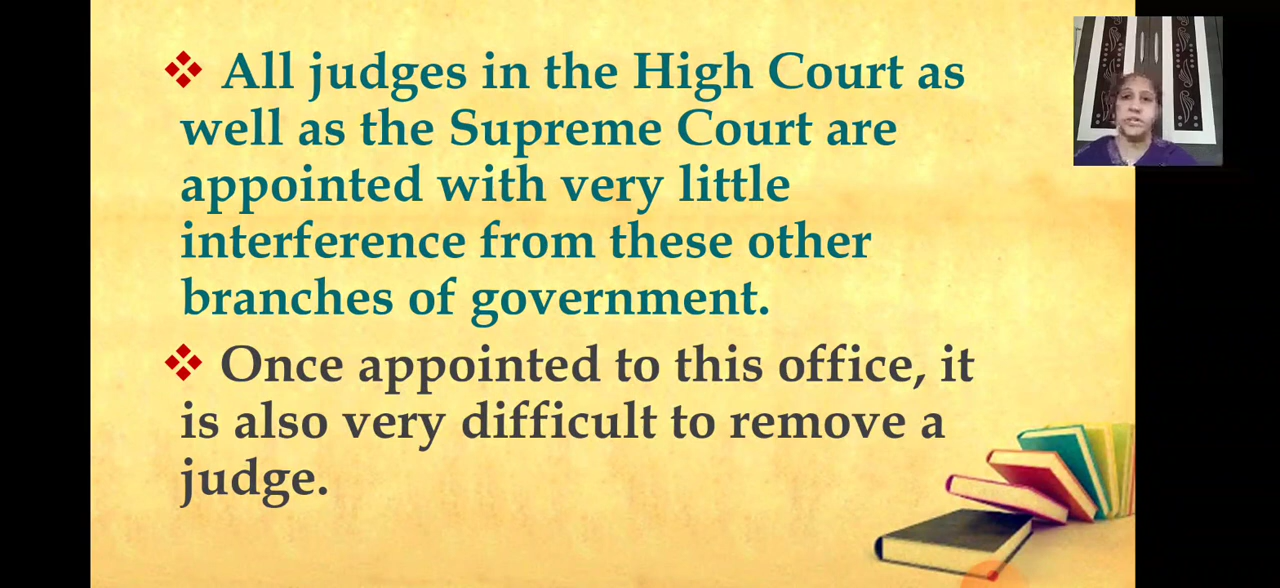 All judges in the High Court as
well as the Supreme Court are
appointed with very little
interference from these other
branches of government.
Once appointed to this office, it
is also very difficult to remove a
judge.